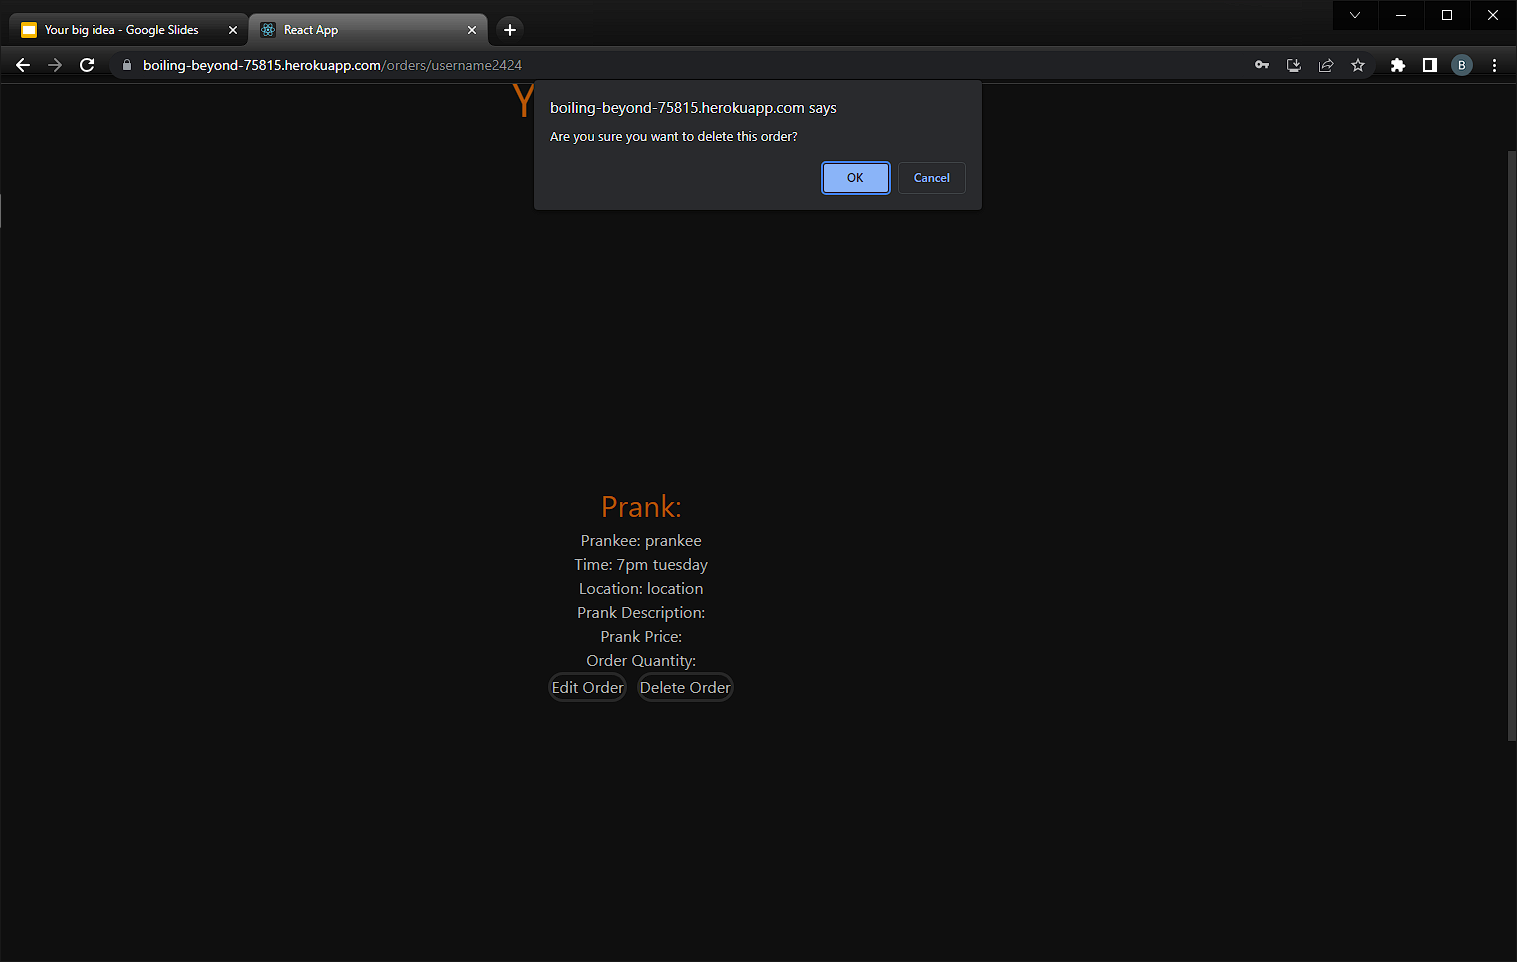 Your big idea - Google Slides
React App
boiling-beyond-75815.herokuapp.com/orders/username2424
B
Y
boiling-beyond-75815.herokuapp.com says
Are you sure you want to delete this order?
OK
Cancel
Prank:
Prankee: prankee
Time: 7pm tuesday
Location: location
Prank Description:
Prank Price:
Order Quantity:
Edit Order
Delete Order